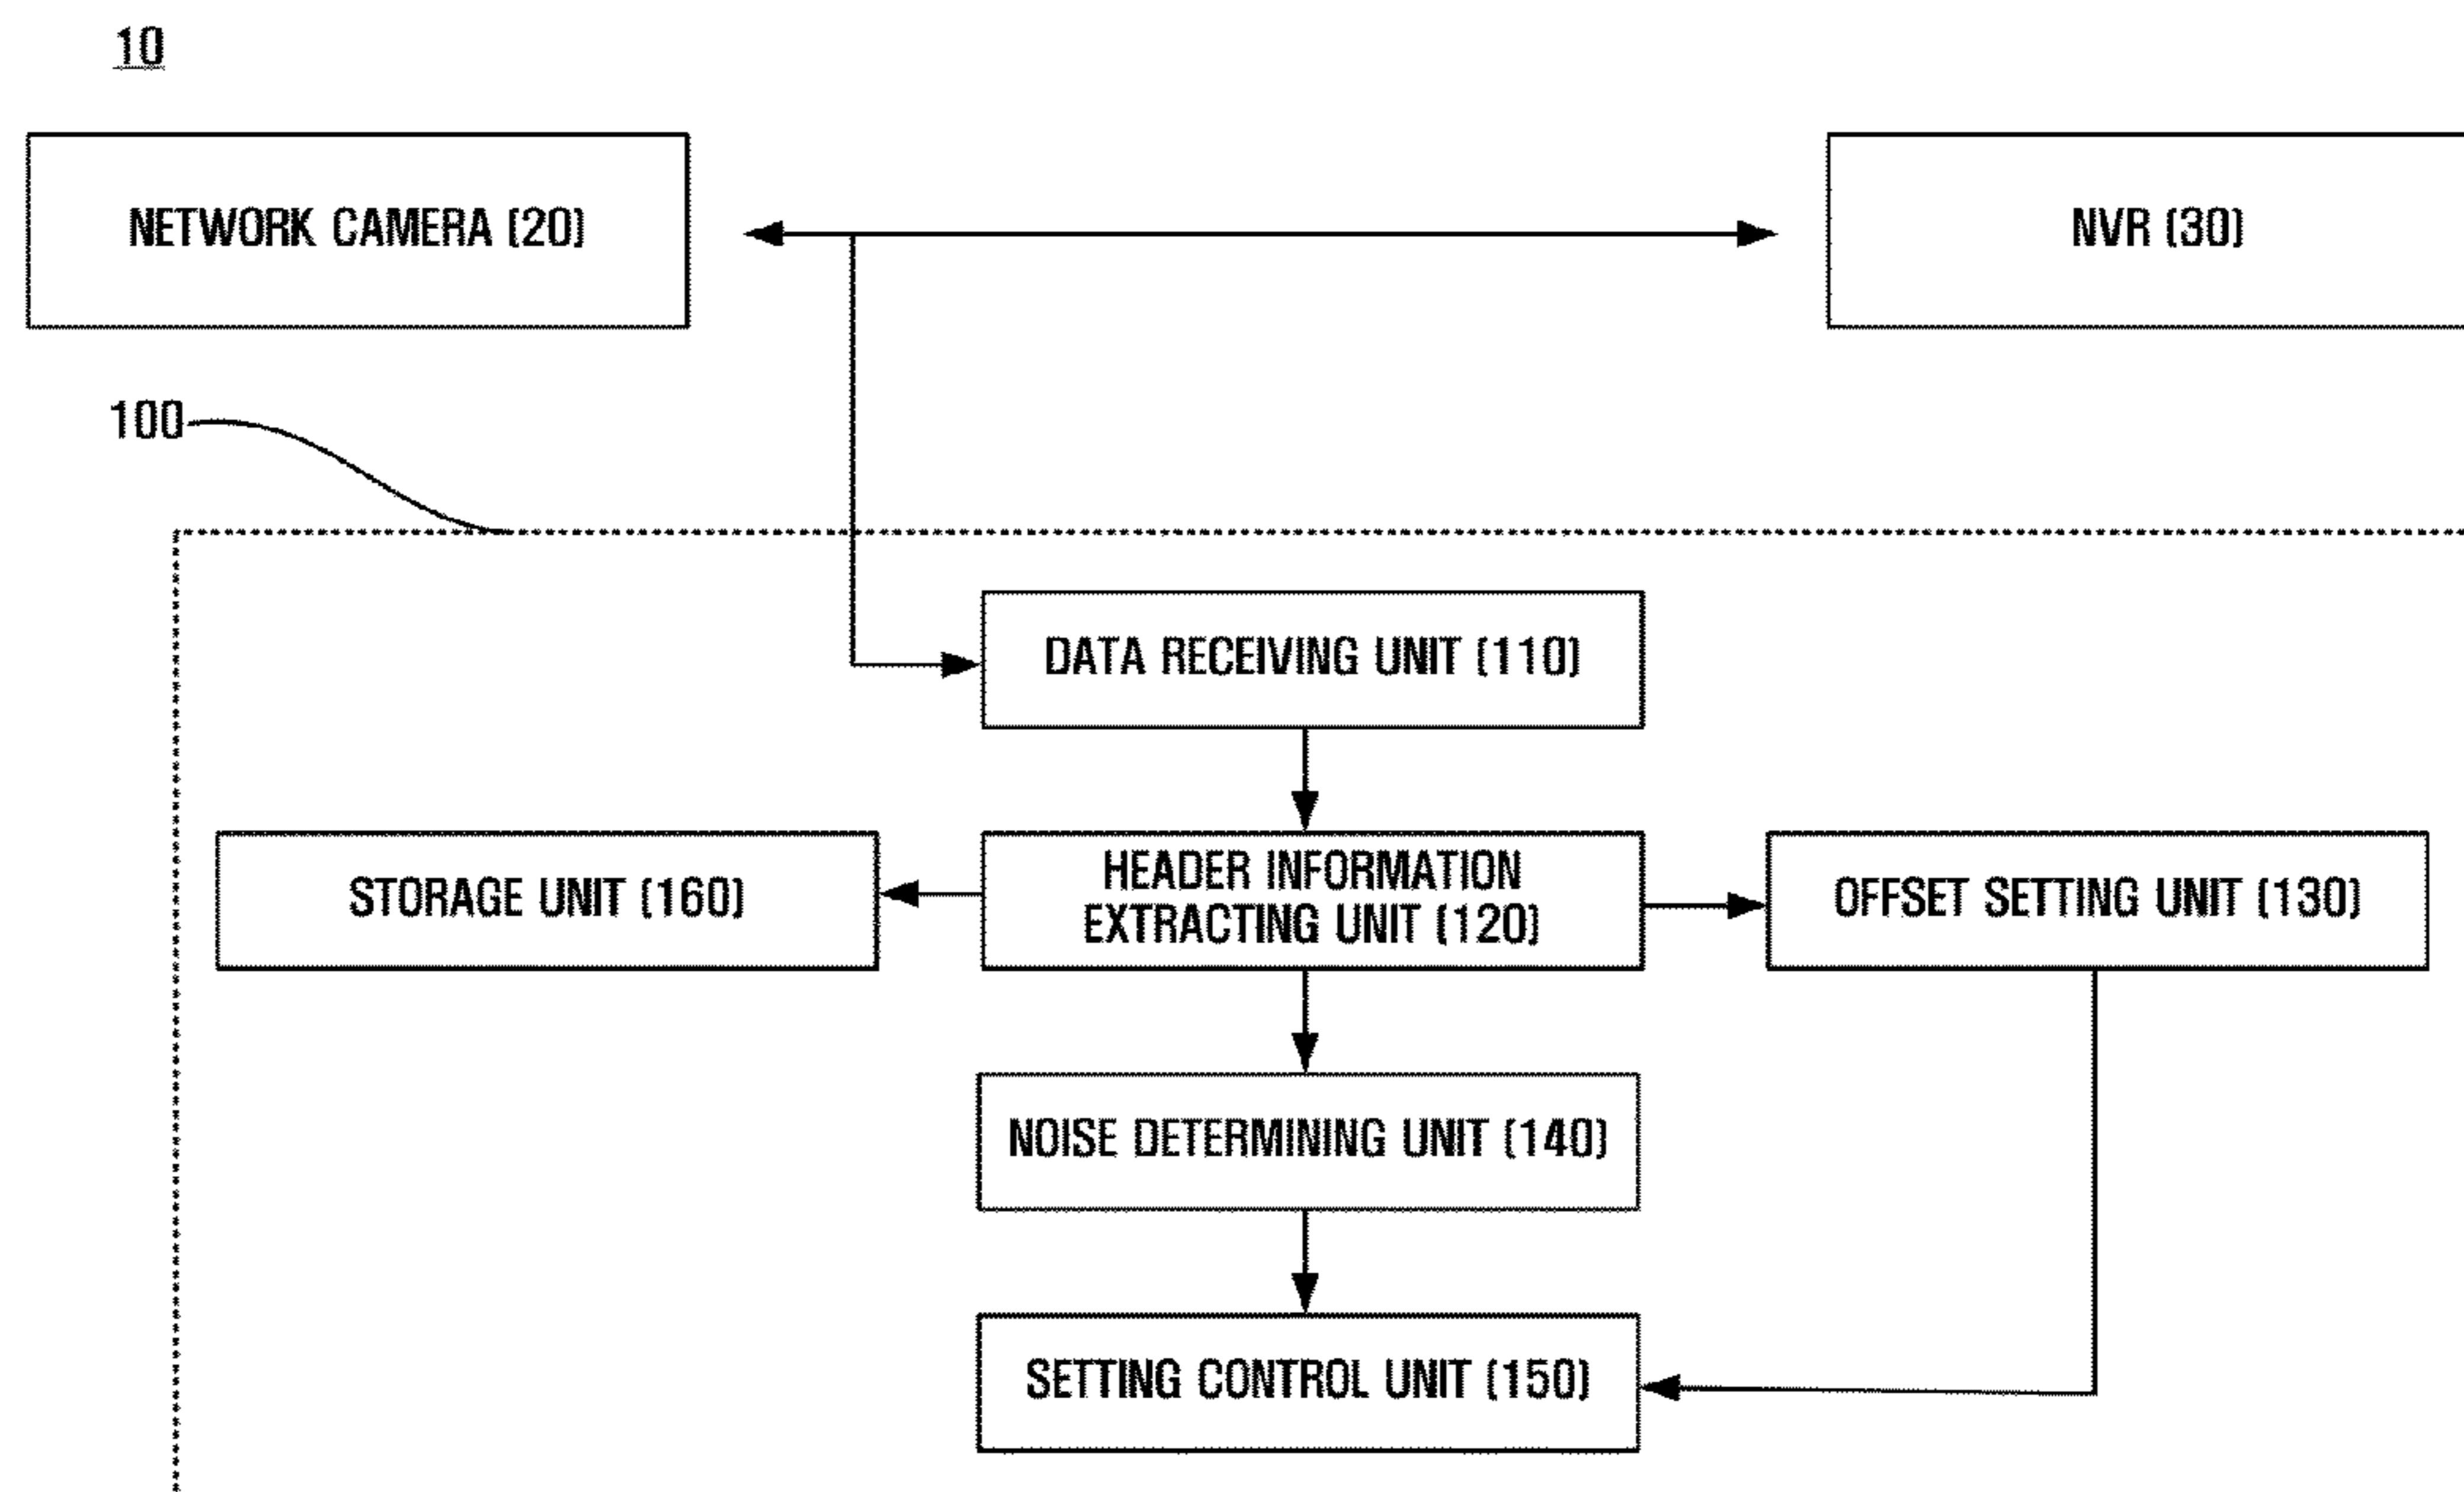 10
NETWORK CAMERA (20)
NVR (30)
100
DATA RECEIVING UNIT (110)
STORAGE UNIT (160)
HEADER INFORMATION
EXTRACTING UNIT (120)
OFFSET SETTING UNIT (130)
NOISE DETERMINING UNIT (140)
SETTING CONTROL UNIT (150)